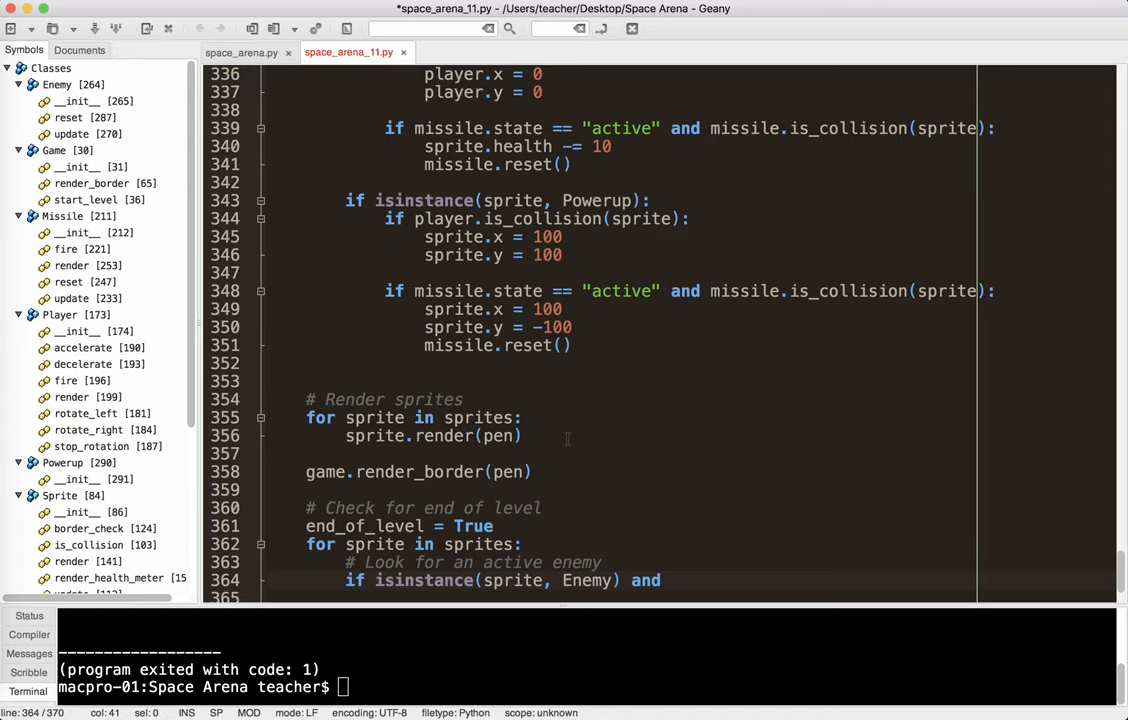 *space_arena_11.py - /Users/teacher/Desktop/Space Arena - Geany
Symbols Documents
space_arena.py space_arena_11.py
Classes
Enemy [264]
__init__ [265]
reset [287]
update [270]
Game [30]
__init__ [31]
render_border [65]
start_level [36]
Missile [211]
__init__ [212]
fire [221]
render [253]
reset [247]
update [233]
Player [173]
__init__ [174]
accelerate [190]
decelerate [193]
fire [196]
render [199]
rotate_left [181]
rotate_right [184]
stop_rotation [187]
Powerup [290]
__init__ [291]
Sprite [84]
__init__ [86]
border_check [124]
is_collision [103]
render [141]
render_health_meter [15
336 player.x = 0
337 player.y = 0
338
339 if missile.state == "active" and missile.is_collision(sprite):
340 sprite.health -= 10
341 missile.reset()
342
343 if isinstance(sprite, Powerup):
344 if player.is_collision(sprite):
345 sprite.x = 100
346 sprite.y = 100
347
348 if missile.state == "active" and missile.is_collision(sprite):
349 sprite.x = 100
350 sprite.y = -100
351 missile.reset()
352
353
354 # Render sprites
355 for sprite in sprites:
356 sprite.render(pen)
357
358 game.render_border(pen)
359
360 # Check for end of level
361 end_of_level = True
362 for sprite in sprites:
363 # Look for an active enemy
364 if isinstance(sprite, Enemy) and
365
Status
Compiler
Messages
Scribble
Terminal
------------------
(program exited with code: 1)
macpro-01:Space Arena teacher$
line: 364 / 370 col: 41 sel: 0 INS SP MOD mode: LF encoding: UTF-8 filetype: Python scope: unknown